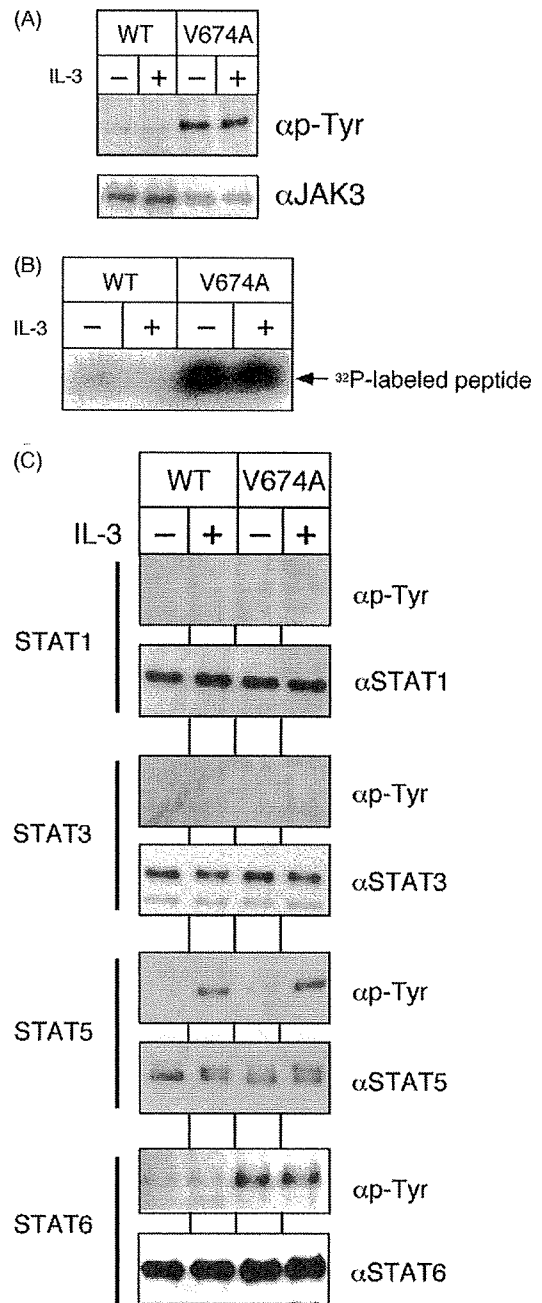 (A)
WT V674A
IL-3 − + − +
αp-Tyr
αJAK3
(B)
WT V674A
IL-3 − + − +
³²P-labeled peptide
(C)
WT V674A
IL-3 − + − +
αp-Tyr
STAT1
αSTAT1
αp-Tyr
STAT3
αSTAT3
αp-Tyr
STAT5
αSTAT5
αp-Tyr
STAT6
αSTAT6